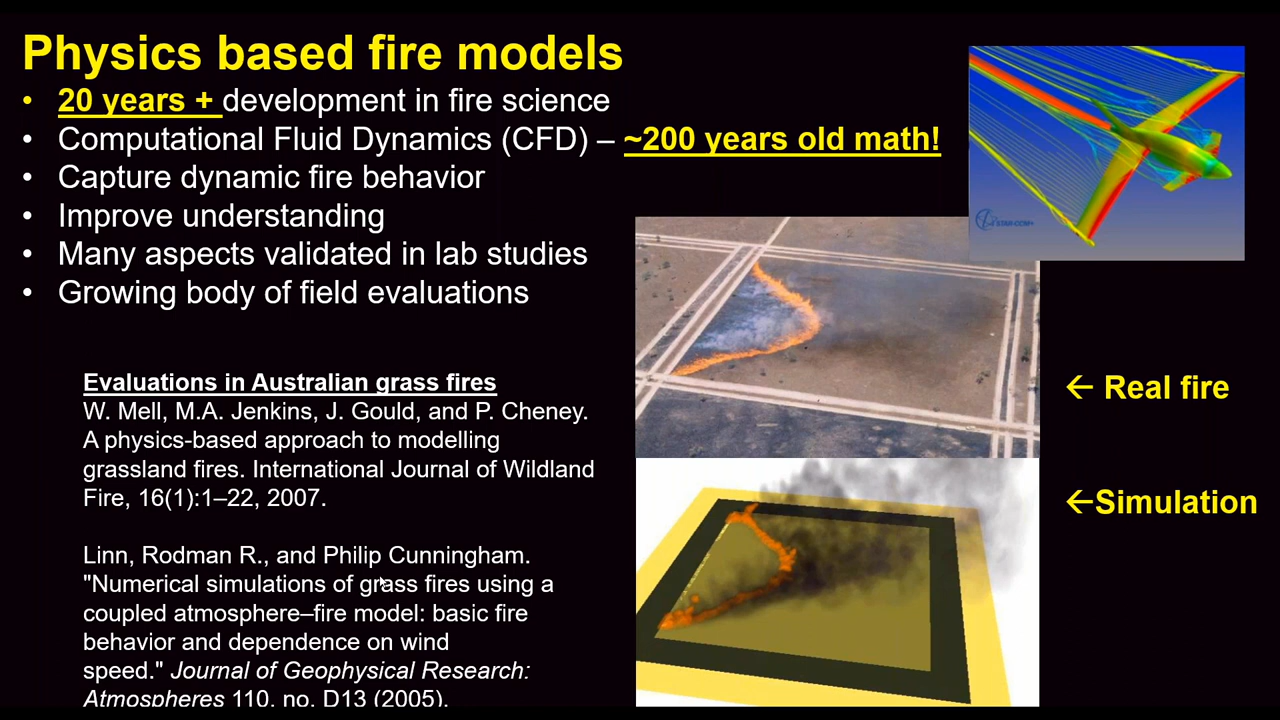 Physics based fire models
• 20 years + development in fire science
• Computational Fluid Dynamics (CFD) – ~200 years old math!
• Capture dynamic fire behavior
• Improve understanding
• Many aspects validated in lab studies
• Growing body of field evaluations
STAR-CCM+
← Real fire
←Simulation
Evaluations in Australian grass fires
W. Mell, M.A. Jenkins, J. Gould, and P. Cheney.
A physics-based approach to modelling
grassland fires. International Journal of Wildland
Fire, 16(1):1–22, 2007.
Linn, Rodman R., and Philip Cunningham.
"Numerical simulations of grass fires using a
coupled atmosphere–fire model: basic fire
behavior and dependence on wind
speed." Journal of Geophysical Research:
Atmospheres 110, no. D13 (2005).